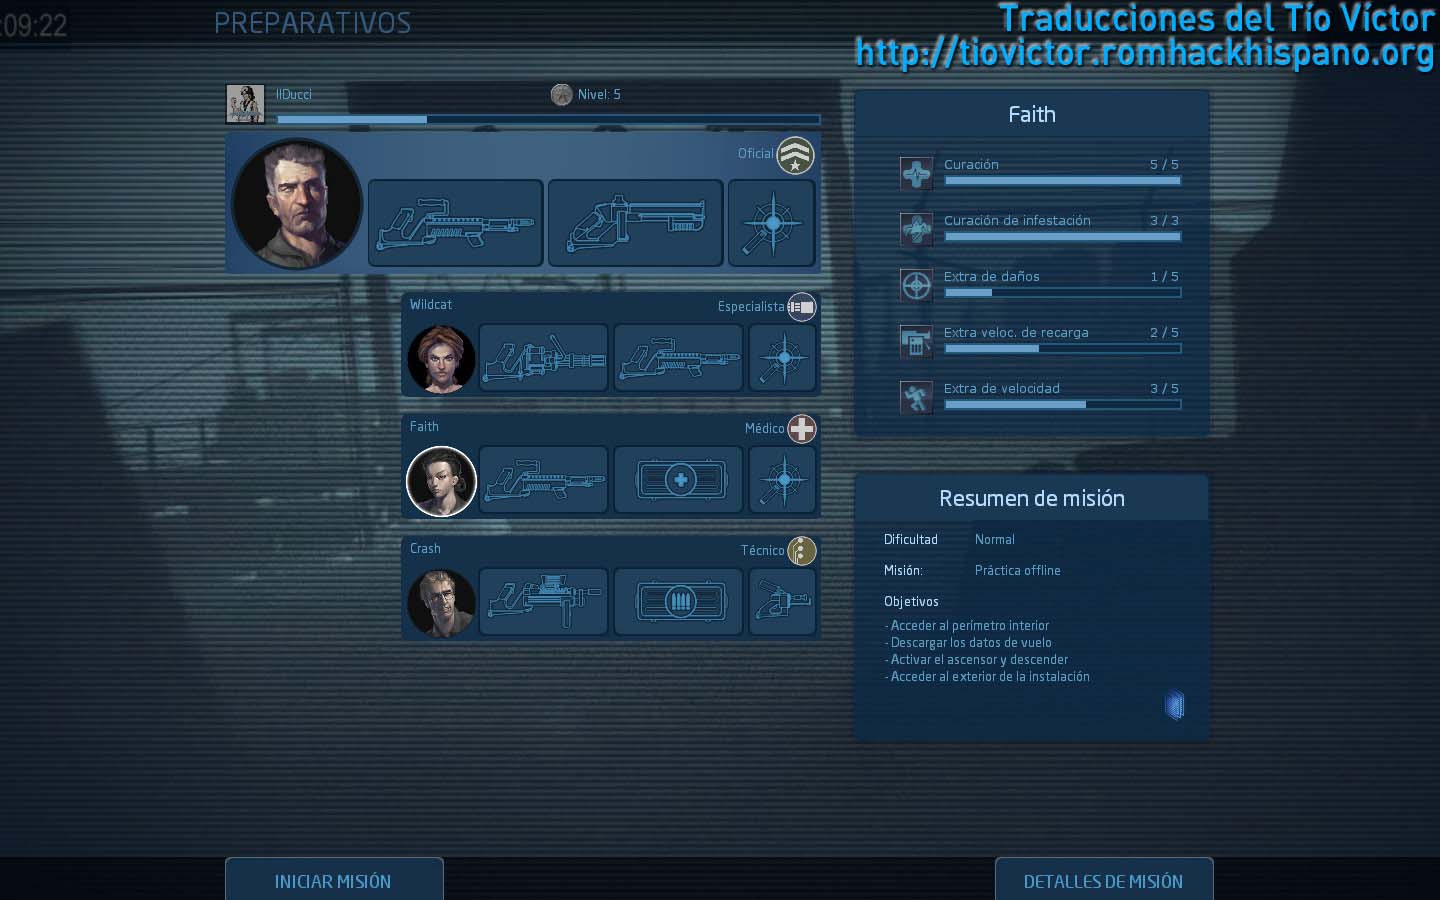 :09:22
PREPARATIVOS
Traducciones del Tío Víctor
http://tiovictor.romhackhispano.org
IlDucci
Nivel: 5
Oficial
Wildcat
Especialista
Faith
Médico
Crash
Técnico
Faith
Curación 5 / 5
Curación de infestación 3 / 3
Extra de daños 1 / 5
Extra veloc. de recarga 2 / 5
Extra de velocidad 3 / 5
Resumen de misión
Dificultad Normal
Misión: Práctica offline
Objetivos
- Acceder al perímetro interior
- Descargar los datos de vuelo
- Activar el ascensor y descender
- Acceder al exterior de la instalación
INICIAR MISIÓN
DETALLES DE MISIÓN